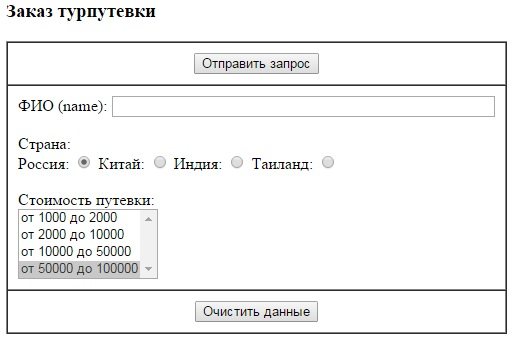 Заказ турпутевки
Отправить запрос
ФИО (name):
Страна:
Россия: Китай: Индия: Таиланд:
Стоимость путевки:
от 1000 до 2000
от 2000 до 10000
от 10000 до 50000
от 50000 до 100000
Очистить данные